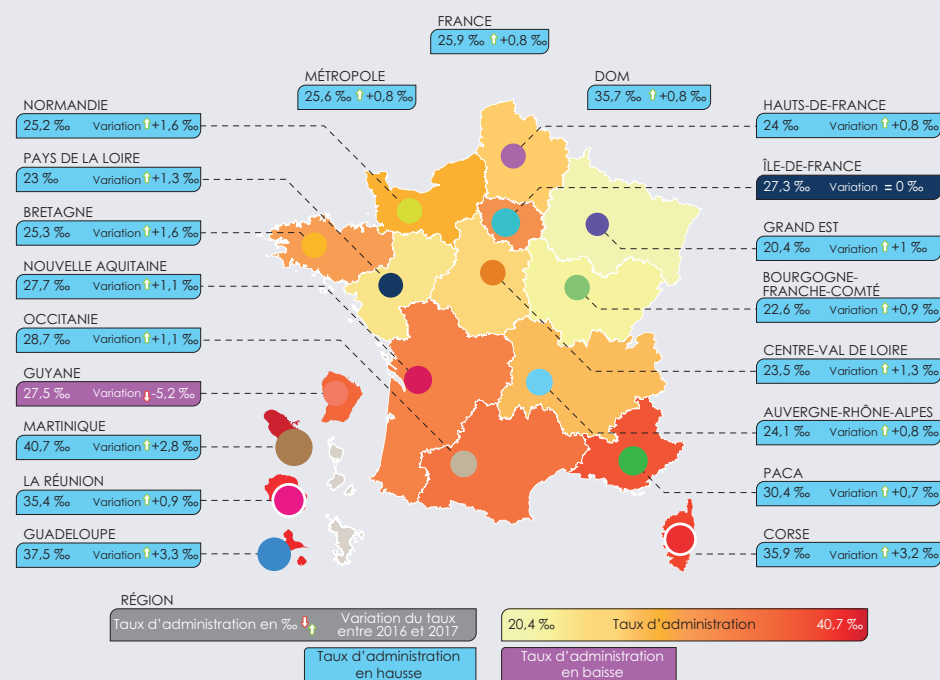 FRANCE
25,9 ‰ +0,8 ‰
MÉTROPOLE
25,6 ‰ +0,8 ‰
DOM
35,7 ‰ +0,8 ‰
NORMANDIE
25,2 ‰ Variation +1,6 ‰
PAYS DE LA LOIRE
23 ‰ Variation +1,3 ‰
BRETAGNE
25,3 ‰ Variation +1,6 ‰
NOUVELLE AQUITAINE
27,7 ‰ Variation +1,1 ‰
OCCITANIE
28,7 ‰ Variation +1,1 ‰
GUYANE
27,5 ‰ Variation -5,2 ‰
MARTINIQUE
40,7 ‰ Variation +2,8 ‰
LA RÉUNION
35,4 ‰ Variation +0,9 ‰
GUADELOUPE
37,5 ‰ Variation +3,3 ‰
HAUTS-DE-FRANCE
24 ‰ Variation +0,8 ‰
ÎLE-DE-FRANCE
27,3 ‰ Variation = 0 ‰
GRAND EST
20,4 ‰ Variation +1 ‰
BOURGOGNE-
FRANCHE-COMTÉ
22,6 ‰ Variation +0,9 ‰
CENTRE-VAL DE LOIRE
23,5 ‰ Variation +1,3 ‰
AUVERGNE-RHÔNE-ALPES
24,1 ‰ Variation +0,8 ‰
PACA
30,4 ‰ Variation +0,7 ‰
CORSE
35,9 ‰ Variation +3,2 ‰
RÉGION
Taux d'administration en ‰ Variation du taux
entre 2016 et 2017
20,4 ‰ Taux d'administration 40,7 ‰
Taux d'administration
en hausse
Taux d'administration
en baisse